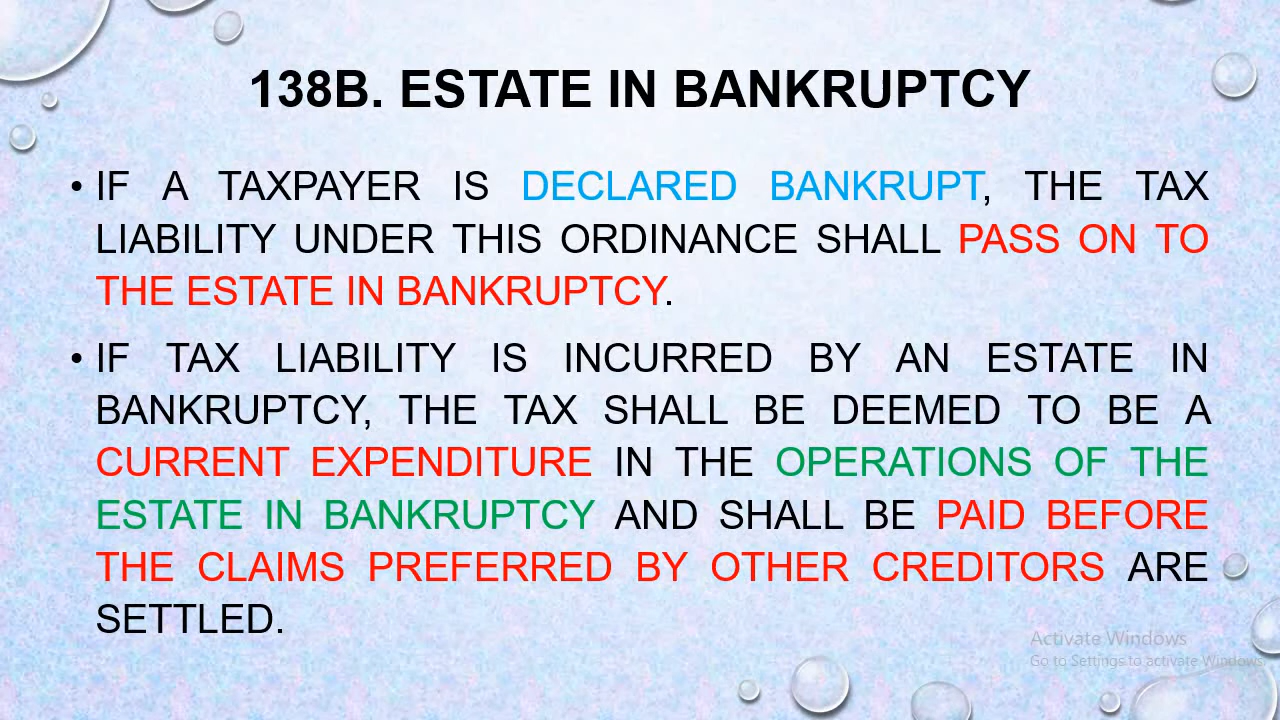 138B. ESTATE IN BANKRUPTCY
• IF A TAXPAYER IS DECLARED BANKRUPT, THE TAX
LIABILITY UNDER THIS ORDINANCE SHALL PASS ON TO
THE ESTATE IN BANKRUPTCY.
• IF TAX LIABILITY IS INCURRED BY AN ESTATE IN
BANKRUPTCY, THE TAX SHALL BE DEEMED TO BE A
CURRENT EXPENDITURE IN THE OPERATIONS OF THE
ESTATE IN BANKRUPTCY AND SHALL BE PAID BEFORE
THE CLAIMS PREFERRED BY OTHER CREDITORS ARE
SETTLED.
Activate Windows
Go to Settings to activate Windows.